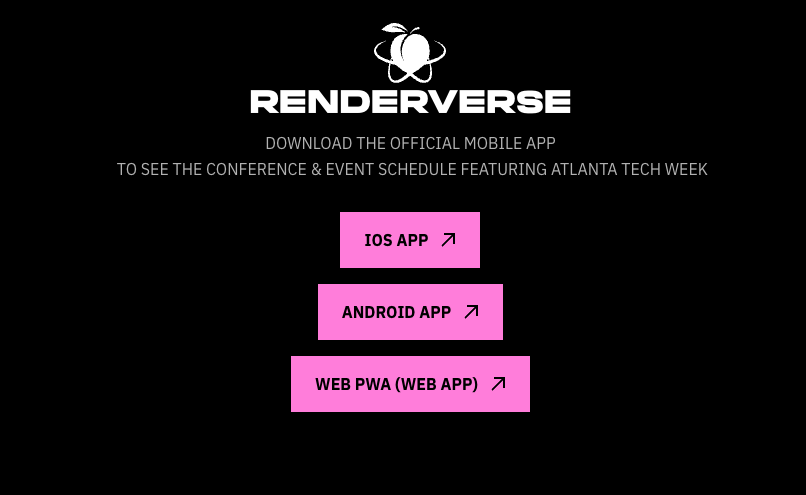 RENDERVERSE
DOWNLOAD THE OFFICIAL MOBILE APP
TO SEE THE CONFERENCE & EVENT SCHEDULE FEATURING ATLANTA TECH WEEK
IOS APP
ANDROID APP
WEB PWA (WEB APP)